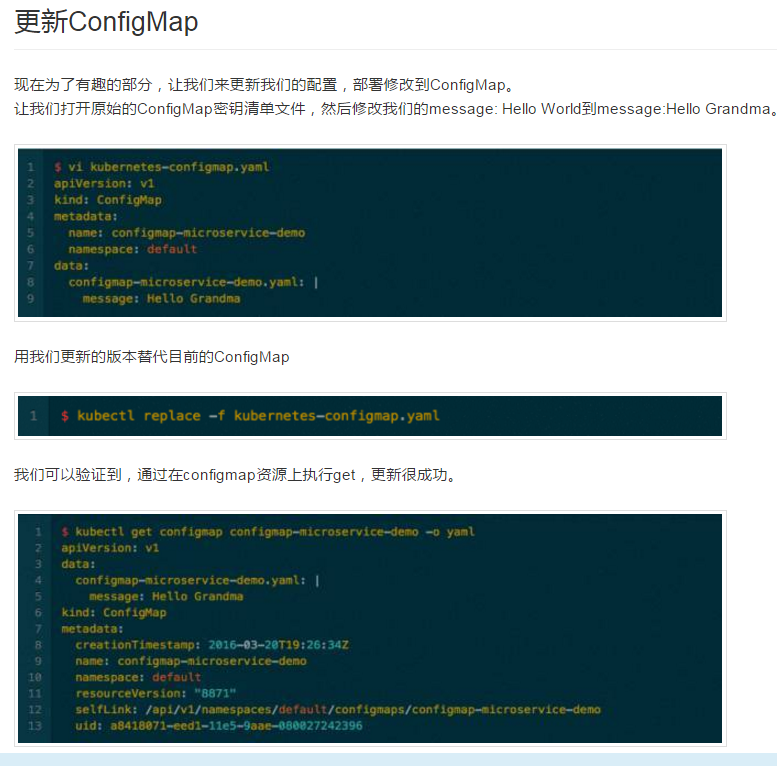 更新ConfigMap
现在为了有趣的部分，让我们来更新我们的配置，部署修改到ConfigMap。
让我们打开原始的ConfigMap密钥清单文件，然后修改我们的message: Hello World到message:Hello Grandma。
1 $ vi kubernetes-configmap.yaml
2 apiVersion: v1
3 kind: ConfigMap
4 metadata:
5   name: configmap-microservice-demo
6   namespace: default
7 data:
8   configmap-microservice-demo.yaml: |
9     message: Hello Grandma
用我们更新的版本替代目前的ConfigMap
1 $ kubectl replace -f kubernetes-configmap.yaml
我们可以验证到，通过在configmap资源上执行get，更新很成功。
1 $ kubectl get configmap configmap-microservice-demo -o yaml
2 apiVersion: v1
3 data:
4   configmap-microservice-demo.yaml: |
5     message: Hello Grandma
6 kind: ConfigMap
7 metadata:
8   creationTimestamp: 2016-03-20T19:26:34Z
9   name: configmap-microservice-demo
10   namespace: default
11   resourceVersion: "8871"
12   selfLink: /api/v1/namespaces/default/configmaps/configmap-microservice-demo
13   uid: a8418071-eed1-11e5-9aae-080027242396